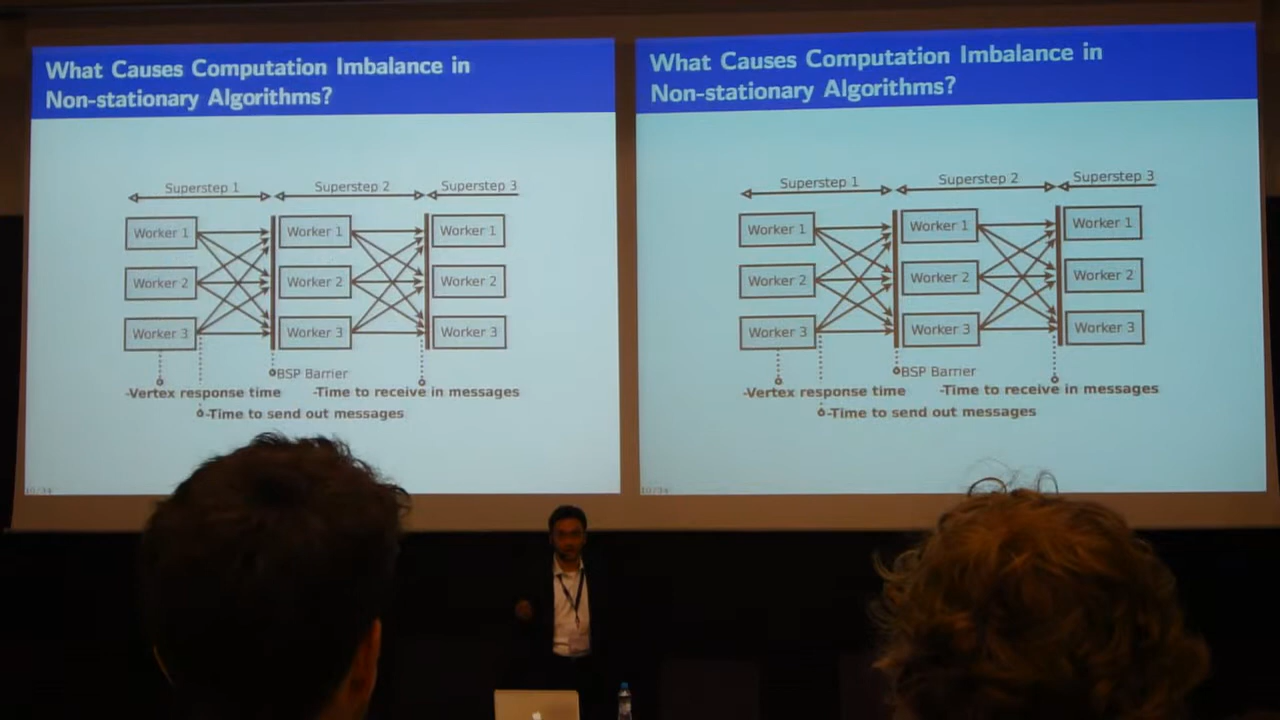 What Causes Computation Imbalance in
Non-stationary Algorithms?
Superstep 1
Superstep 2
Superstep 3
Worker 1
Worker 1
Worker 1
Worker 2
Worker 2
Worker 2
Worker 3
Worker 3
Worker 3
BSP Barrier
-Vertex response time
-Time to receive in messages
-Time to send out messages
10/34
What Causes Computation Imbalance in
Non-stationary Algorithms?
Superstep 1
Superstep 2
Superstep 3
Worker 1
Worker 1
Worker 1
Worker 2
Worker 2
Worker 2
Worker 3
Worker 3
Worker 3
BSP Barrier
-Vertex response time
-Time to receive in messages
-Time to send out messages
10/34